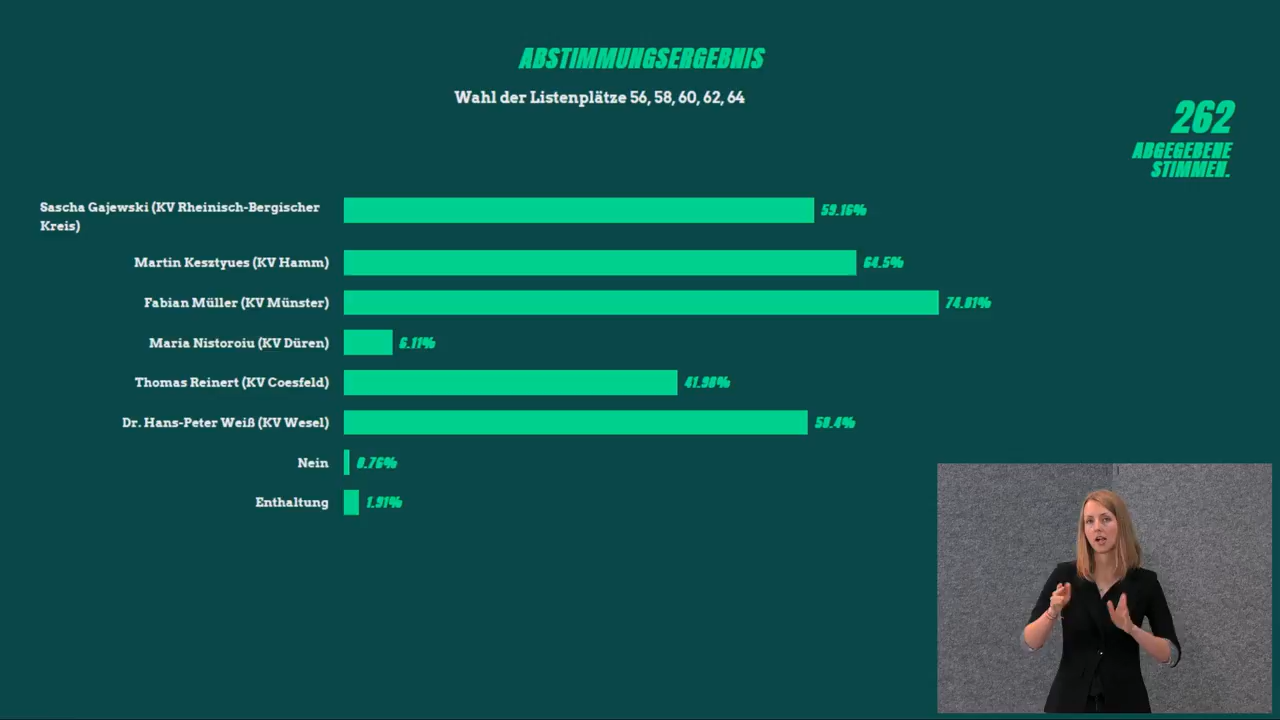 ABSTIMMUNGSERGEBNIS
Wahl der Listenplätze 56, 58, 60, 62, 64
262
ABGEGEBENE
STIMMEN.
Sascha Gajewski (KV Rheinisch-Bergischer
Kreis)
59.16%
Martin Kesztyues (KV Hamm)
64.5%
Fabian Müller (KV Münster)
74.81%
Maria Nistoroiu (KV Düren)
6.11%
Thomas Reinert (KV Coesfeld)
41.98%
Dr. Hans-Peter Weiß (KV Wesel)
58.4%
Nein
0.76%
Enthaltung
1.91%